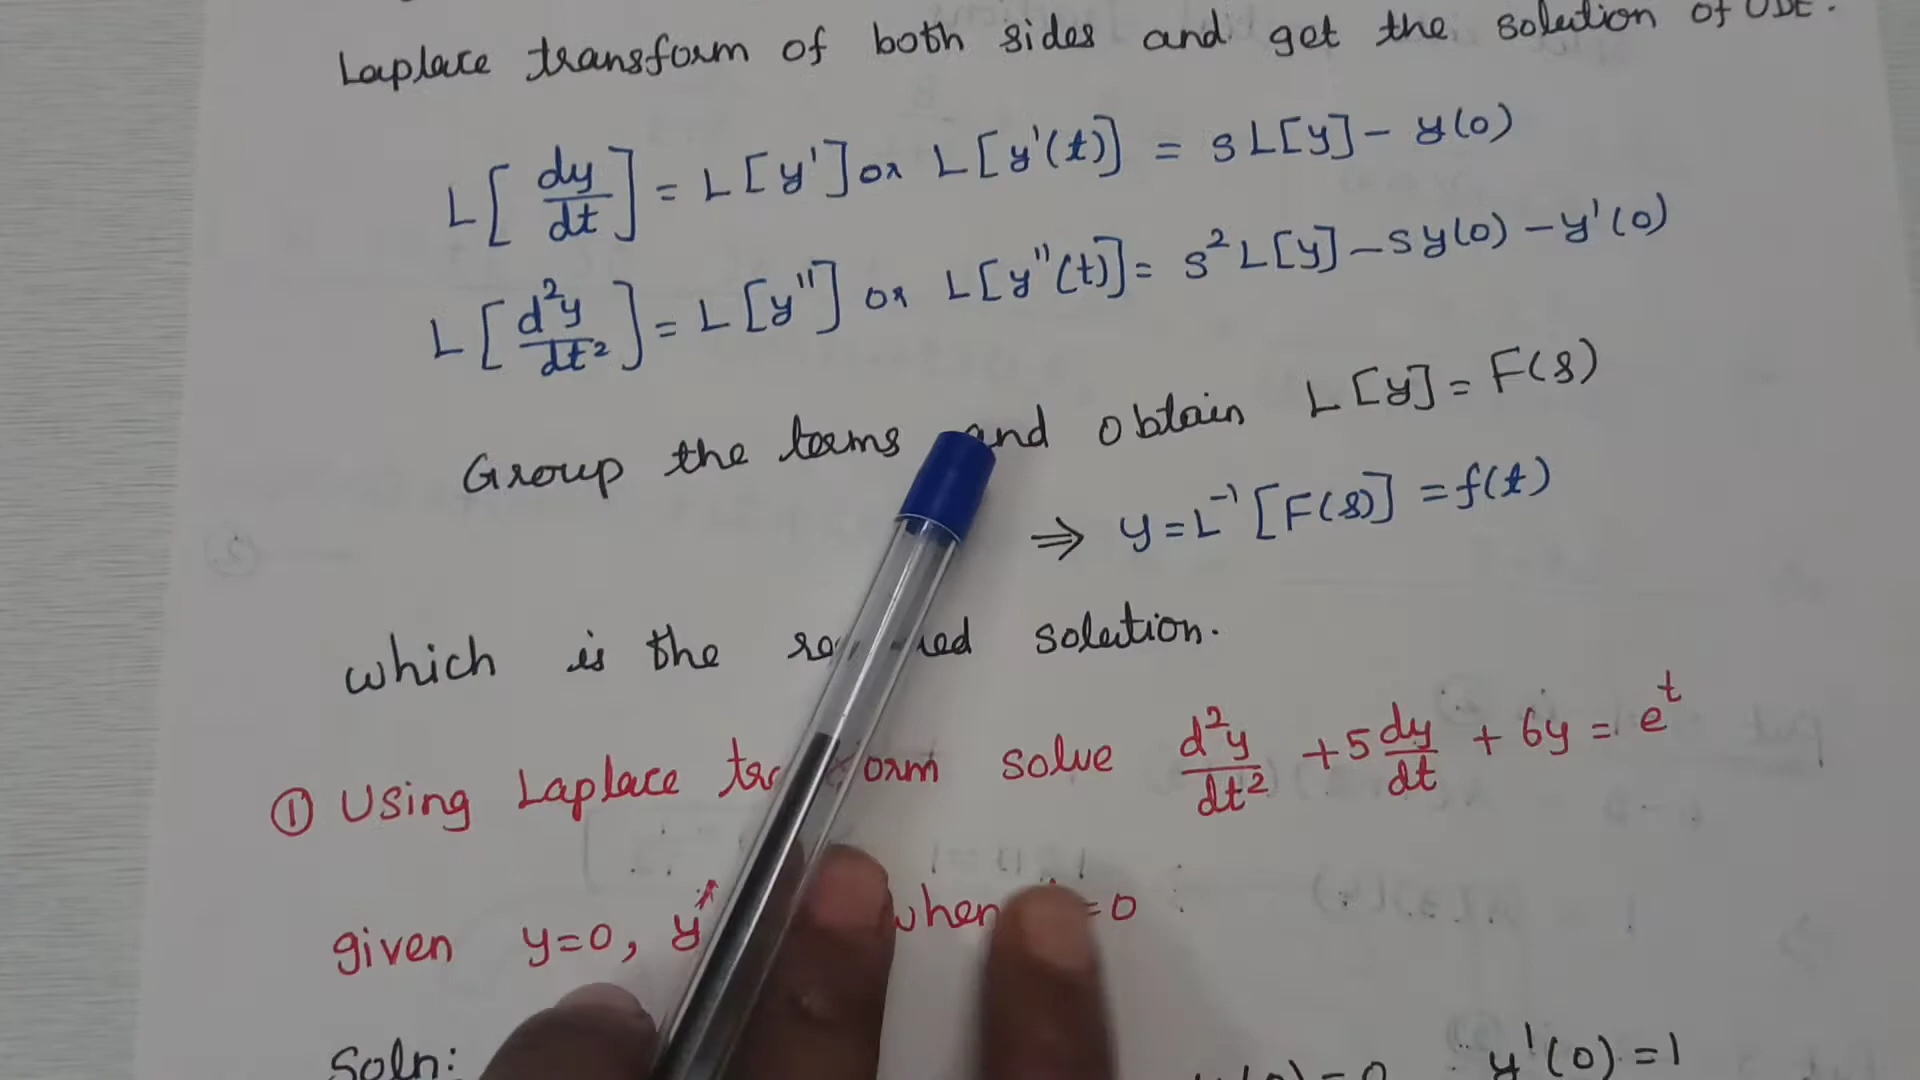 Laplace transform of both sides and get the solution of ODE.
L[dy/dt] = L[y'] or L[y'(t)] = sL[y] - y(0)
L[d²y/dt²] = L[y''] or L[y''(t)] = s²L[y] - sy(0) - y'(0)
Group the terms and obtain L[y] = F(s)
⇒ y = L⁻¹[F(s)] = f(t)
which is the solution.
① Using Laplace solve d²y/dt² + 5 dy/dt + 6y = e^t
given y=0, y' when =0
Soln: y'(0) = 1